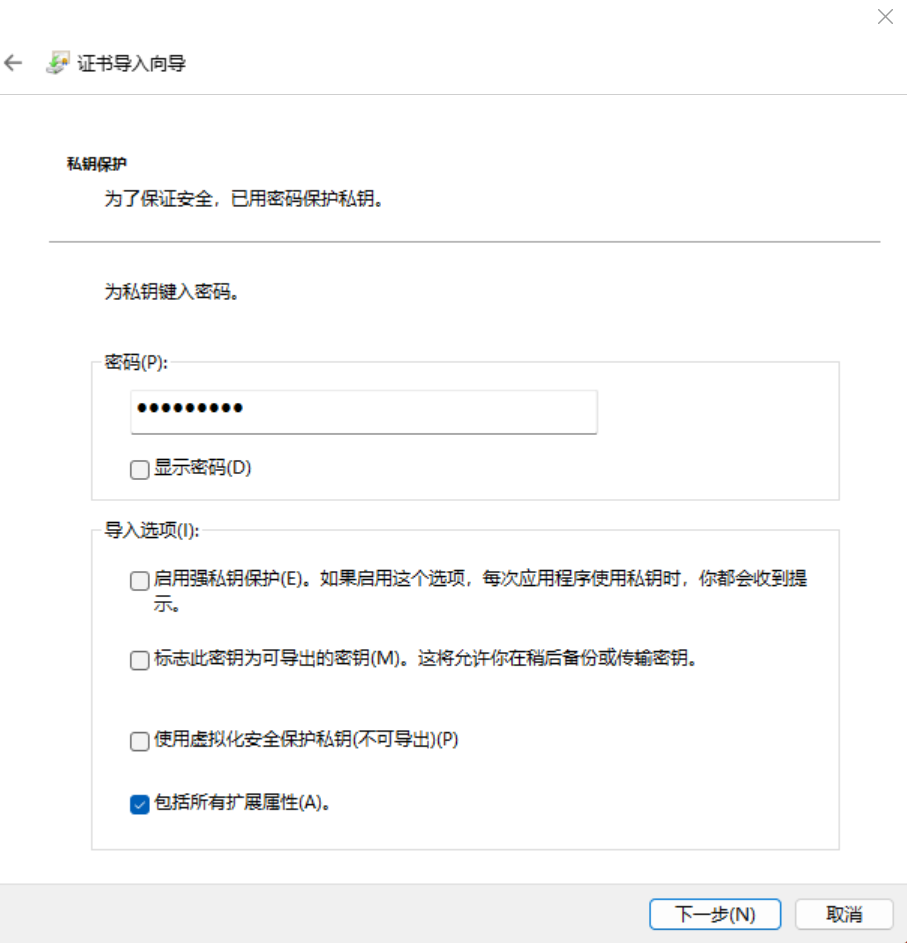 证书导入向导
私钥保护
为了保证安全，已用密码保护私钥。
为私钥键入密码。
密码(P):
•••••••••
显示密码(D)
导入选项(I):
启用强私钥保护(E)。如果启用这个选项，每次应用程序使用私钥时，你都会收到提
示。
标志此密钥为可导出的密钥(M)。这将允许你在稍后备份或传输密钥。
使用虚拟化安全保护私钥(不可导出)(P)
包括所有扩展属性(A)。
下一步(N)
取消